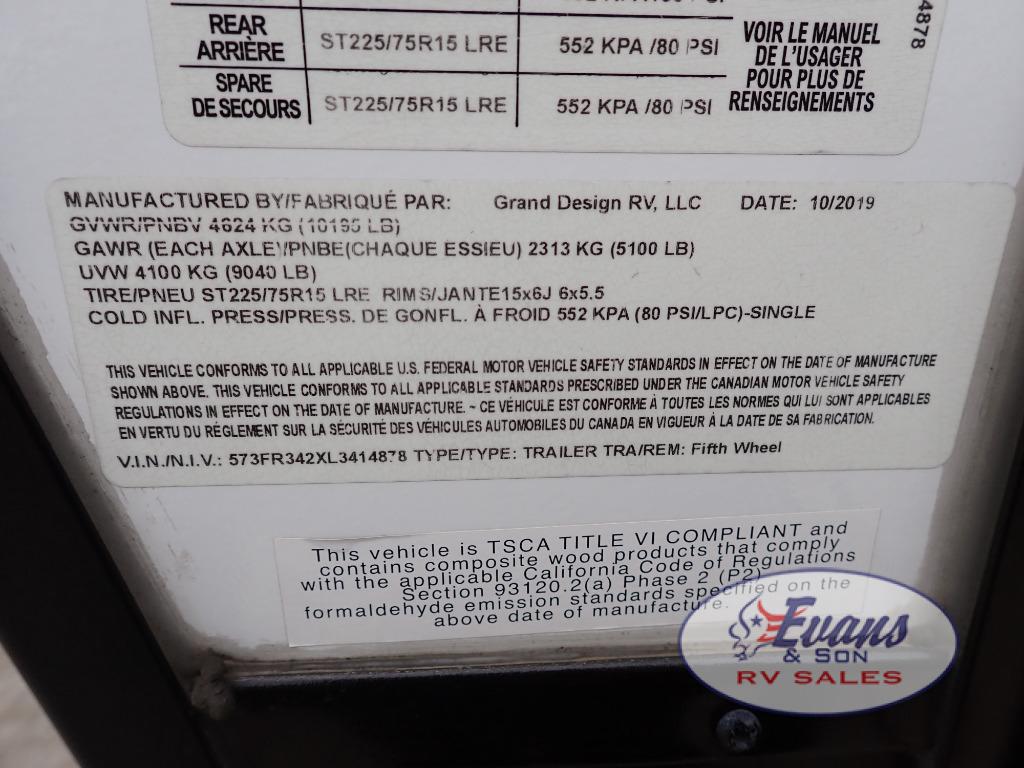 REAR
ARRIÈRE
ST225/75R15 LRE
552 KPA /80 PSI
SPARE
DE SECOURS
ST225/75R15 LRE
552 KPA /80 PSI
VOIR LE MANUEL
DE L'USAGER
POUR PLUS DE
RENSEIGNEMENTS
4878
MANUFACTURED BY/FABRIQUÉ PAR: Grand Design RV, LLC DATE: 10/2019
GVWR/PNBV 4624 KG (10195 LB)
GAWR (EACH AXLE)/PNBE(CHAQUE ESSIEU) 2313 KG (5100 LB)
UVW 4100 KG (9040 LB)
TIRE/PNEU ST225/75R15 LRE RIMS/JANTE15x6J 6x5.5
COLD INFL. PRESS/PRESS. DE GONFL. À FROID 552 KPA (80 PSI/LPC)-SINGLE
THIS VEHICLE CONFORMS TO ALL APPLICABLE U.S. FEDERAL MOTOR VEHICLE SAFETY STANDARDS IN EFFECT ON THE DATE OF MANUFACTURE
SHOWN ABOVE. THIS VEHICLE CONFORMS TO ALL APPLICABLE STANDARDS PRESCRIBED UNDER THE CANADIAN MOTOR VEHICLE SAFETY
REGULATIONS IN EFFECT ON THE DATE OF MANUFACTURE. ~ CE VÉHICULE EST CONFORME À TOUTES LES NORMES QUI LUI SONT APPLICABLES
EN VERTU DU RÉGLEMENT SUR LA SÉCURITÉ DES VÉHICULES AUTOMOBILES DU CANADA EN VIGUEUR À LA DATE DE SA FABRICATION.
V.I.N./N.I.V.: 573FR342XL3414878 TYPE/TYPE: TRAILER TRA/REM: Fifth Wheel
This vehicle is TSCA TITLE VI COMPLIANT and
contains composite wood products that comply
with the applicable California Code of Regulations
Section 93120.2(a) Phase 2 (P2)
formaldehyde emission standards specified on the
above date of manufacture.
Evans
& SON
RV SALES